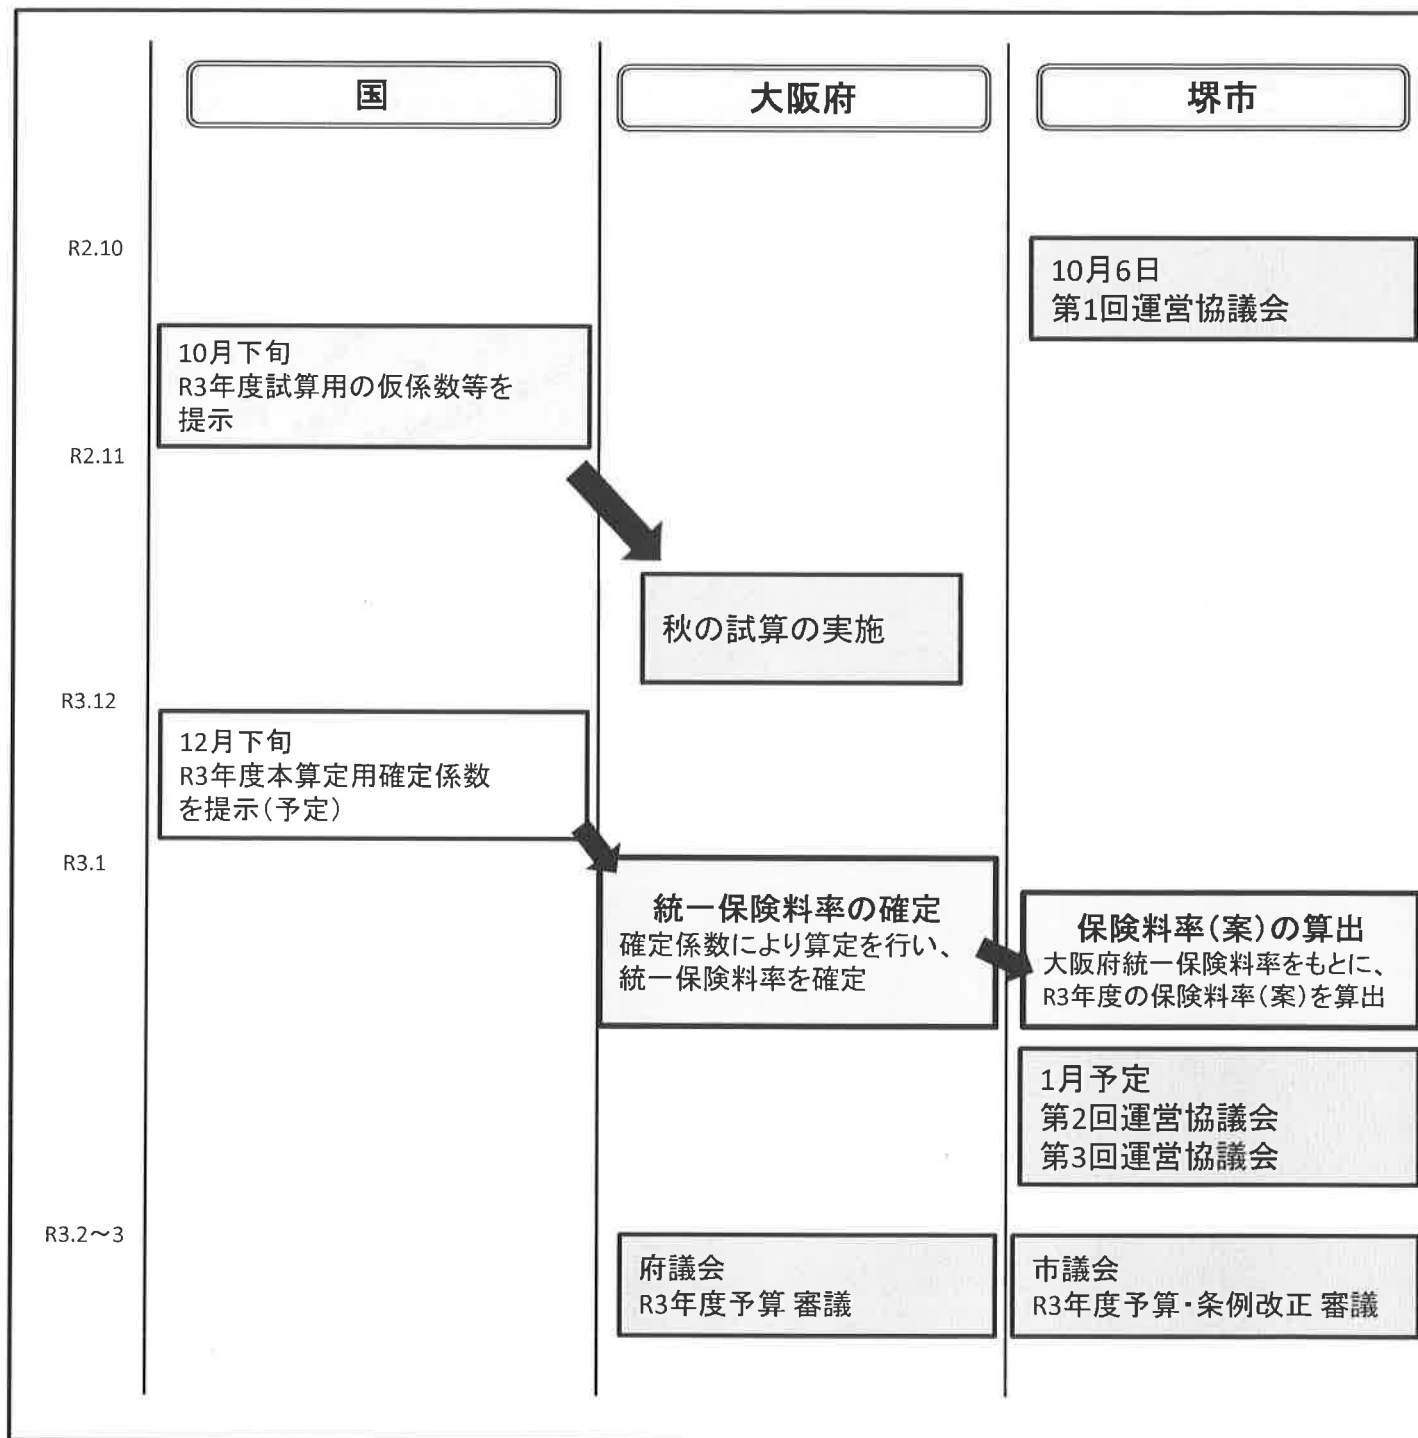 国
大阪府
堺市
R2.10
10月6日
第1回運営協議会
10月下旬
R3年度試算用の仮係数等を
提示
R2.11
秋の試算の実施
R3.12
12月下旬
R3年度本算定用確定係数
を提示(予定)
R3.1
統一保険料率の確定
確定係数により算定を行い、
統一保険料率を確定
保険料率(案)の算出
大阪府統一保険料率をもとに、
R3年度の保険料率(案)を算出
1月予定
第2回運営協議会
第3回運営協議会
R3.2～3
府議会
R3年度予算 審議
市議会
R3年度予算・条例改正 審議